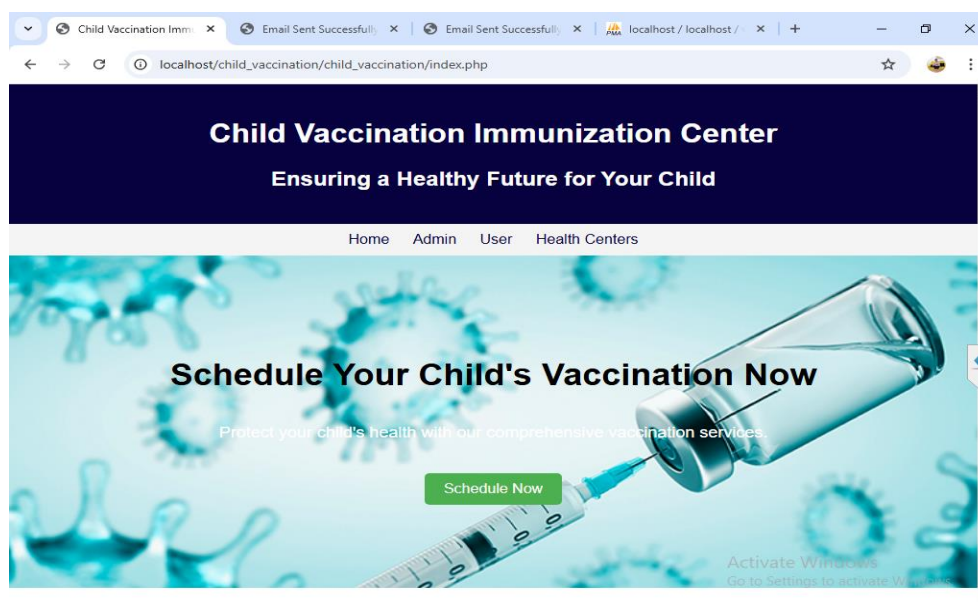 Child Vaccination Imm
Email Sent Successfully
Email Sent Successfully
PMA
localhost / localhost /
localhost/child_vaccination/child_vaccination/index.php
Child Vaccination Immunization Center
Ensuring a Healthy Future for Your Child
Home Admin User Health Centers
Schedule Your Child's Vaccination Now
Protect your child's health with our comprehensive vaccination services.
Schedule Now
Activate Windows
Go to Settings to activate Windows.